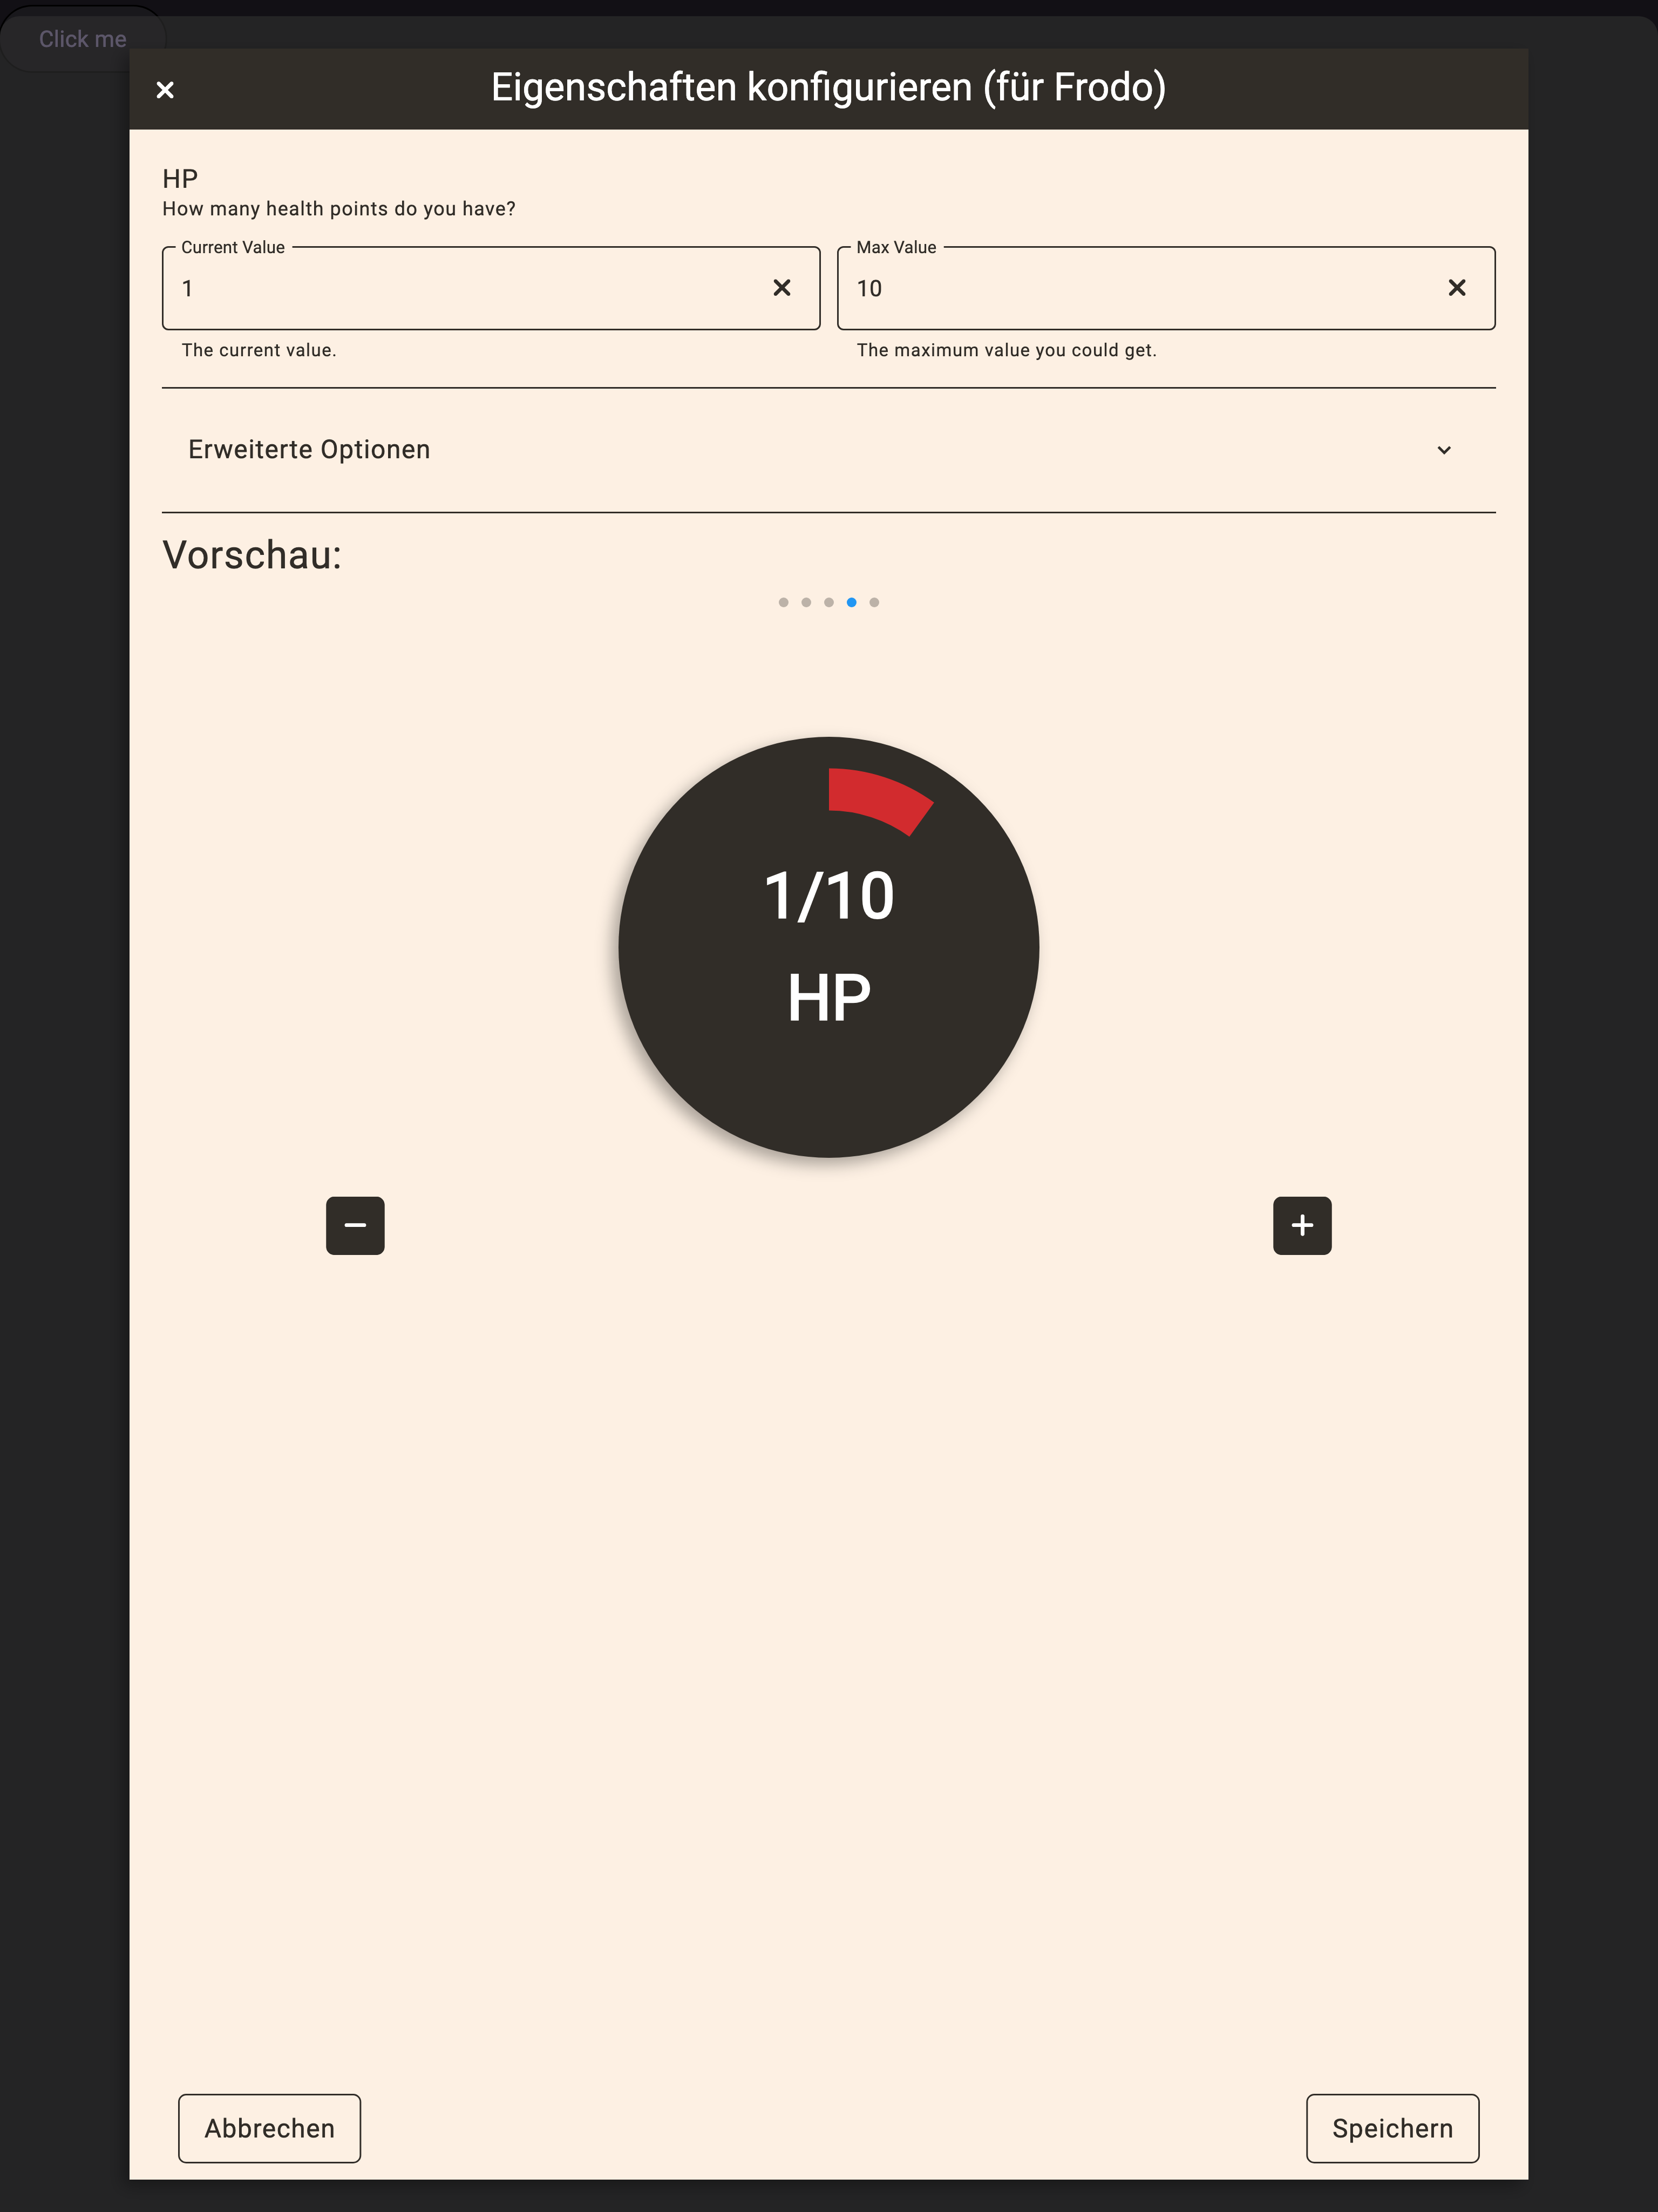 Click me
Eigenschaften konfigurieren (für Frodo)
HP
How many health points do you have?
Current Value
Max Value
1
10
The current value.
The maximum value you could get.
Erweiterte Optionen
Vorschau:
1/10
HP
Abbrechen
Speichern